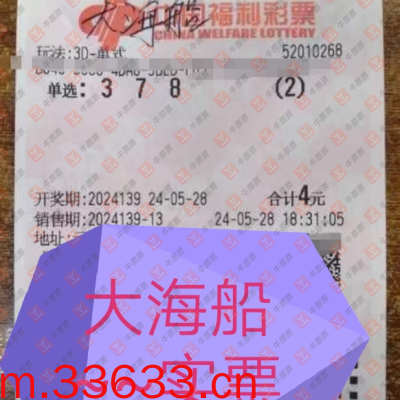 大海船
中国福利彩票
CHINA WELFARE LOTTERY
玩法:3D-单式 52010268
单选: 3 7 8 (2)
开奖期:2024139 24-05-28 合计4元
销售期:2024139-13 24-05-28 18:31:05
地址:
大海船
实票
m.33633.cn